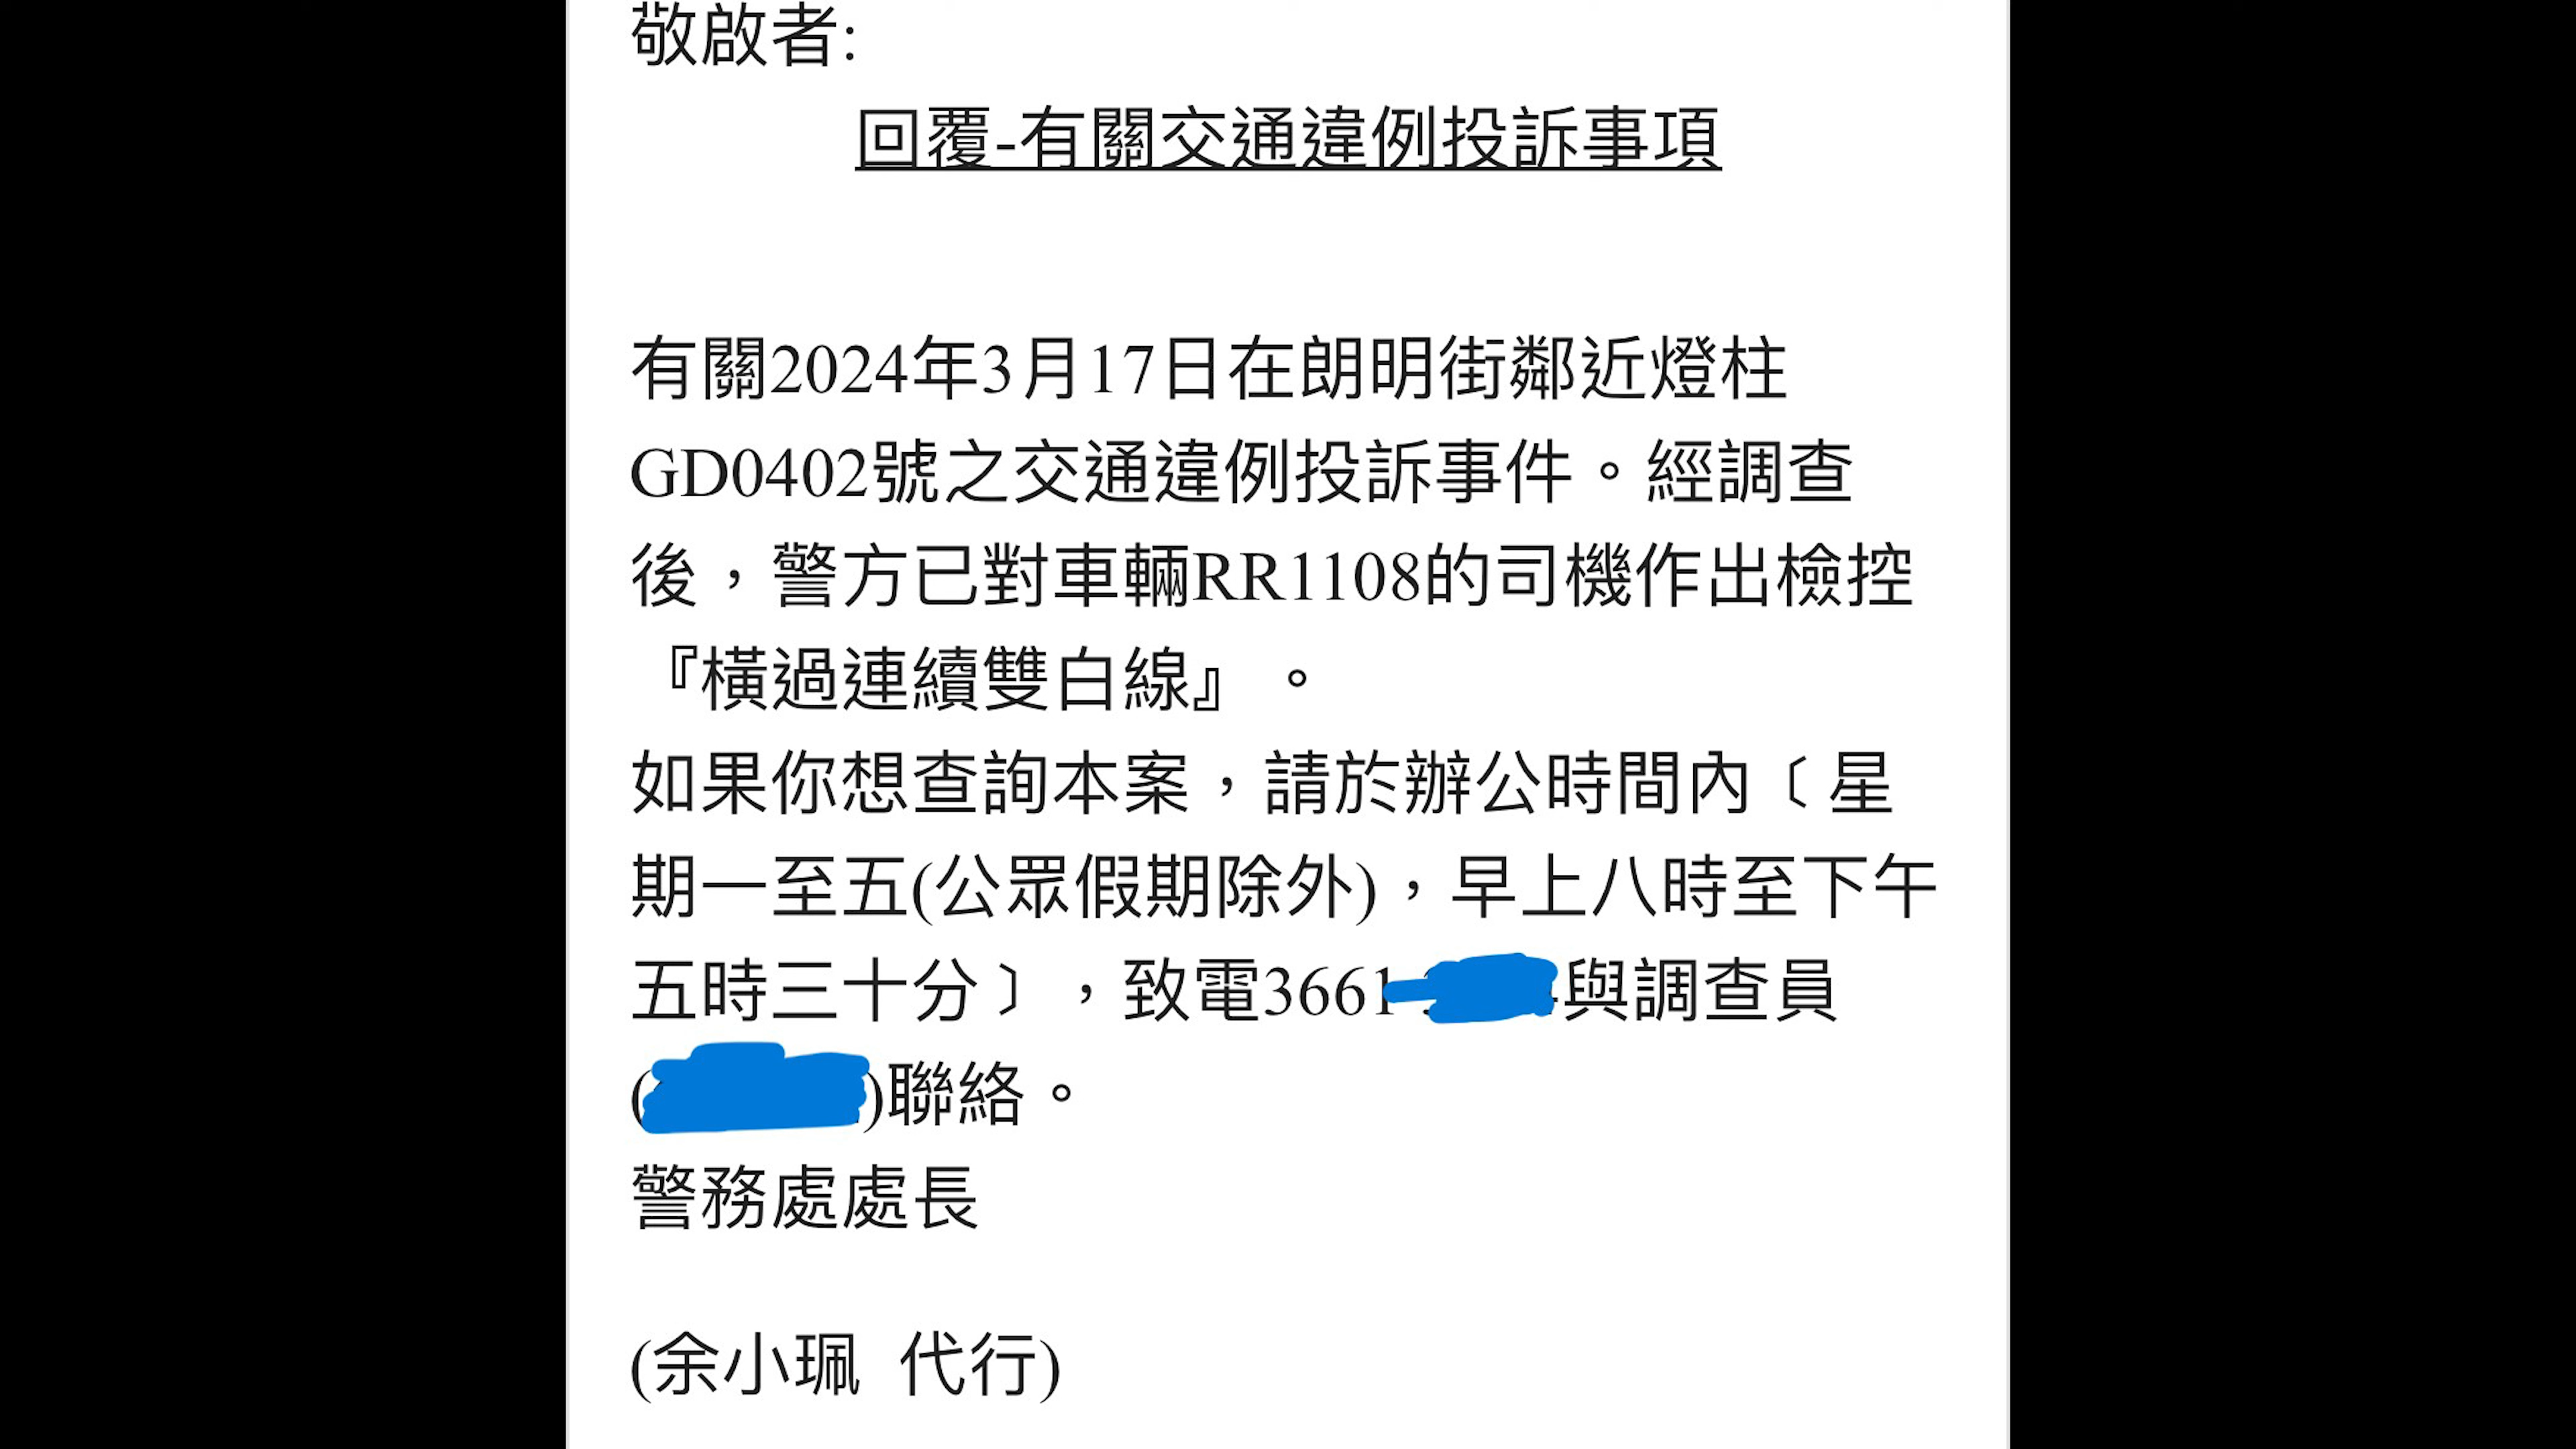 敬啟者:
回覆-有關交通違例投訴事項
有關2024年3月17日在朗明街鄰近燈柱
GD0402號之交通違例投訴事件。經調查
後，警方已對車輛RR1108的司機作出檢控
『橫過連續雙白線』。
如果你想查詢本案，請於辦公時間內﹝星
期一至五(公眾假期除外)，早上八時至下午
五時三十分﹞，致電3661 與調查員
( )聯絡。
警務處處長
(余小珮 代行)